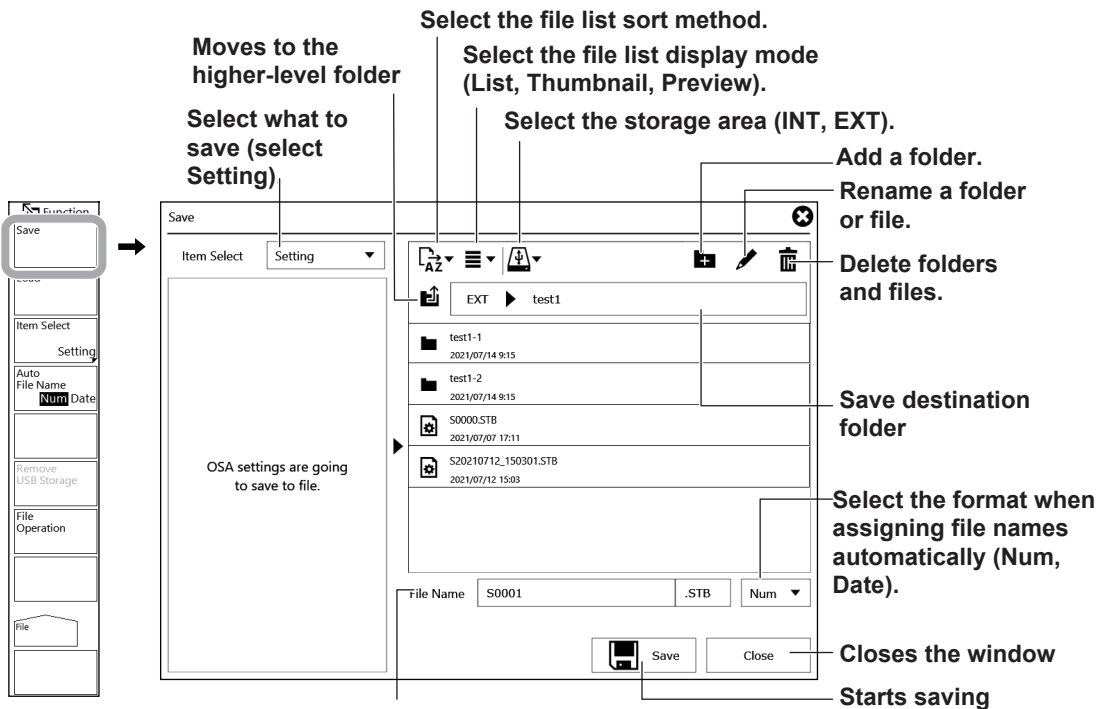 Select the file list sort method.
Moves to the
higher-level folder
Select the file list display mode
(List, Thumbnail, Preview).
Select what to
save (select
Setting)
Select the storage area (INT, EXT).
Add a folder.
Rename a folder
or file.
Delete folders
and files.
Function
Save
Load
Item Select
Setting
Auto
File Name
Num Date
Remove
USB Storage
File
Operation
File
Save
Item Select
Setting
AZ
EXT test1
test1-1
2021/07/14 9:15
test1-2
2021/07/14 9:15
S0000.STB
2021/07/07 17:11
S20210712_150301.STB
2021/07/12 15:03
OSA settings are going
to save to file.
Save destination
folder
Select the format when
assigning file names
automatically (Num,
Date).
File Name S0001 .STB Num
Save Close
Closes the window
Starts saving